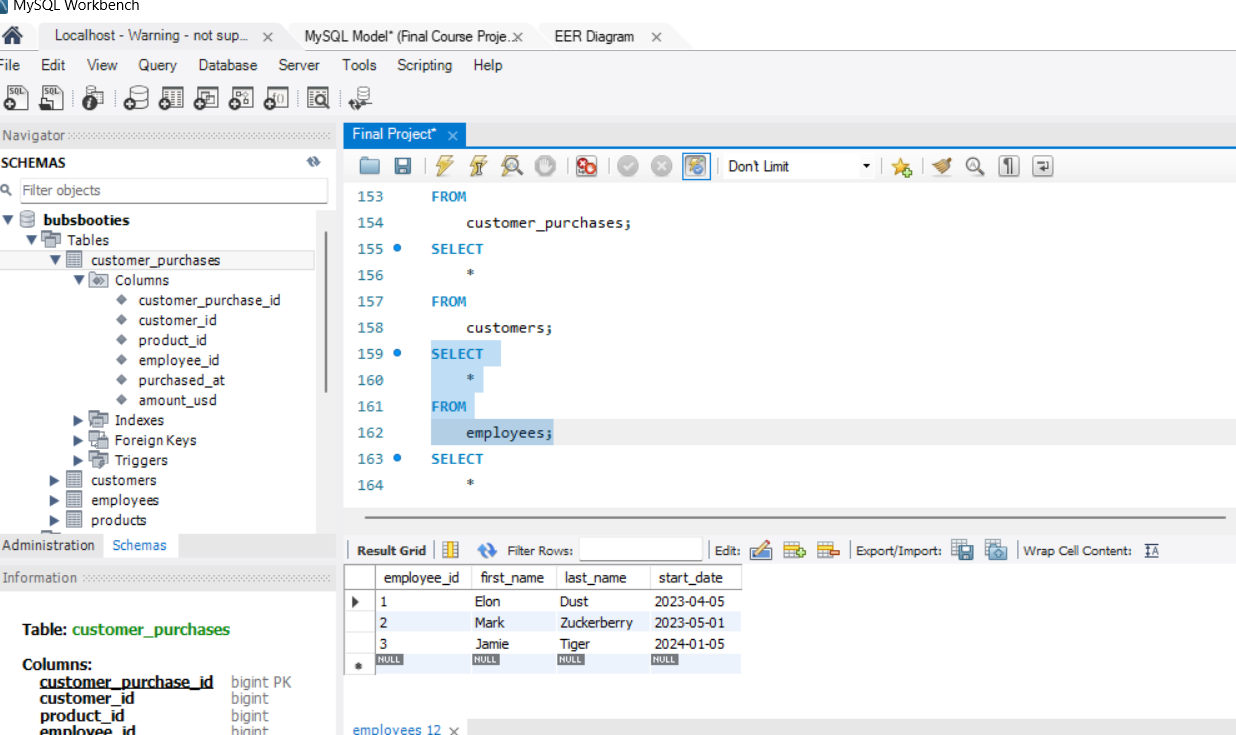 MySQL Workbench
Localhost - Warning - not sup... MySQL Model* (Final Course Proje... EER Diagram
File Edit View Query Database Server Tools Scripting Help
Navigator
SCHEMAS
Filter objects
bubsbooties
Tables
customer_purchases
Columns
customer_purchase_id
customer_id
product_id
employee_id
purchased_at
amount_usd
Indexes
Foreign Keys
Triggers
customers
employees
products
Administration Schemas
Information
Table: customer_purchases
Columns:
customer_purchase_id bigint PK
customer_id bigint
product_id bigint
employee_id bigint
Final Project*
Don't Limit
153 FROM
154 customer_purchases;
155 SELECT
156 *
157 FROM
158 customers;
159 SELECT
160 *
161 FROM
162 employees;
163 SELECT
164 *
Result Grid Filter Rows: Edit: Export/Import: Wrap Cell Content: IA
employee_id first_name last_name start_date
1 Elon Dust 2023-04-05
2 Mark Zuckerberry 2023-05-01
3 Jamie Tiger 2024-01-05
* NULL NULL NULL NULL
employees 12